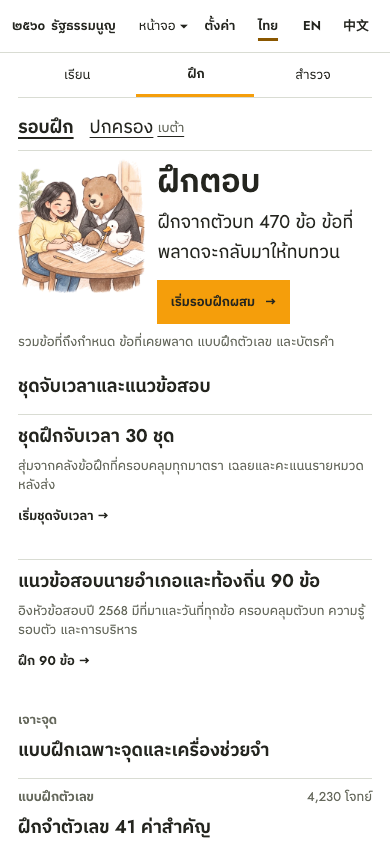 ๒๕๖๐ รัฐธรรมนูญ หน้าจอ ตั้งค่า ไทย EN 中文
เรียน ฝึก สำรวจ
รอบฝึก ปกครอง เบต้า
ฝึกตอบ
ฝึกจากตัวบท 470 ข้อ ข้อที่
พลาดจะกลับมาให้ทบทวน
เริ่มรอบฝึกผสม →
รวมข้อที่ถึงกำหนด ข้อที่เคยพลาด แบบฝึกตัวเลข และบัตรคำ
ชุดจับเวลาและแนวข้อสอบ
ชุดฝึกจับเวลา 30 ชุด
สุ่มจากคลังข้อฝึกที่ครอบคลุมทุกมาตรา เฉลยและคะแนนรายหมวด
หลังส่ง
เริ่มชุดจับเวลา →
แนวข้อสอบนายอำเภอและท้องถิ่น 90 ข้อ
อิงหัวข้อสอบปี 2568 มีที่มาและวันที่ทุกข้อ ครอบคลุมตัวบท ความรู้
รอบตัว และการบริหาร
ฝึก 90 ข้อ →
เจาะจุด
แบบฝึกเฉพาะจุดและเครื่องช่วยจำ
แบบฝึกตัวเลข 4,230 โจทย์
ฝึกจำตัวเลข 41 ค่าสำคัญ